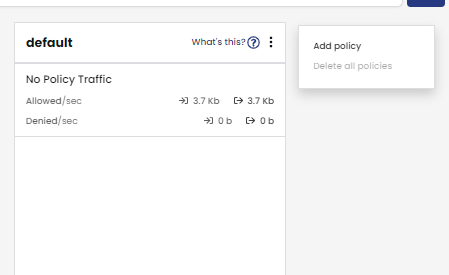 default
What's this?
No Policy Traffic
Allowed/sec 3.7 Kb 3.7 Kb
Denied/sec 0 b 0 b
Add policy
Delete all policies